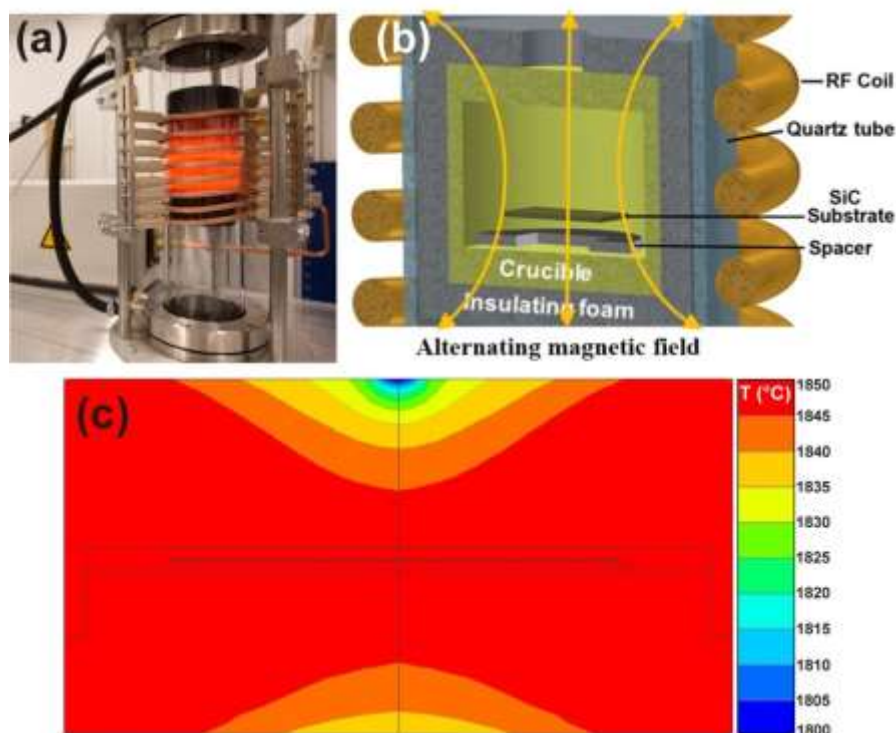 (a)
(b)
RF Coil
Quartz tube
SiC
Substrate
Spacer
Crucible
Insulating foam
Alternating magnetic field
(c)
T (°C)
1850
1845
1840
1835
1830
1825
1820
1815
1810
1805
1800